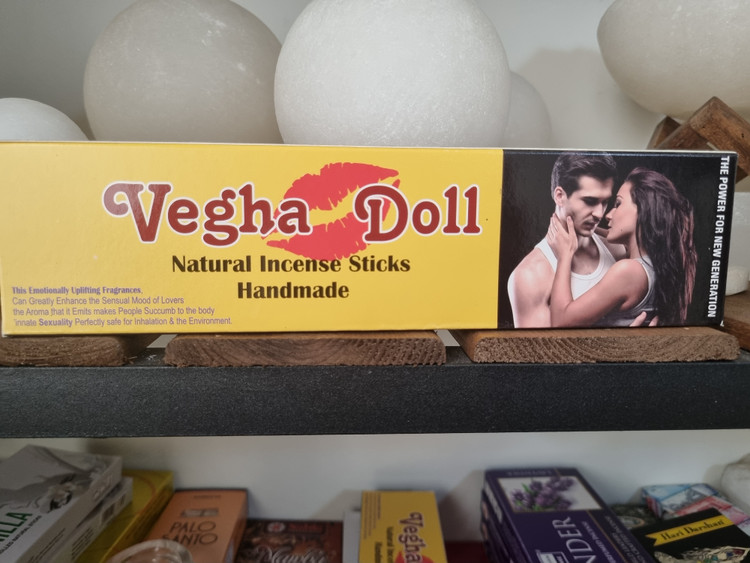 Vegha Doll
Natural Incense Sticks
Handmade
This Emotionally Uplifting Fragrances,
Can Greatly Enhance the Sensual Mood of Lovers
the Aroma that It Emits makes People Succumb to the body
innate Sexuality Perfectly safe for Inhalation & the Environment.
THE POWER FOR NEW GENERATION
PALO
SANTO
Vegha
Natural Inc
Hari Darshan